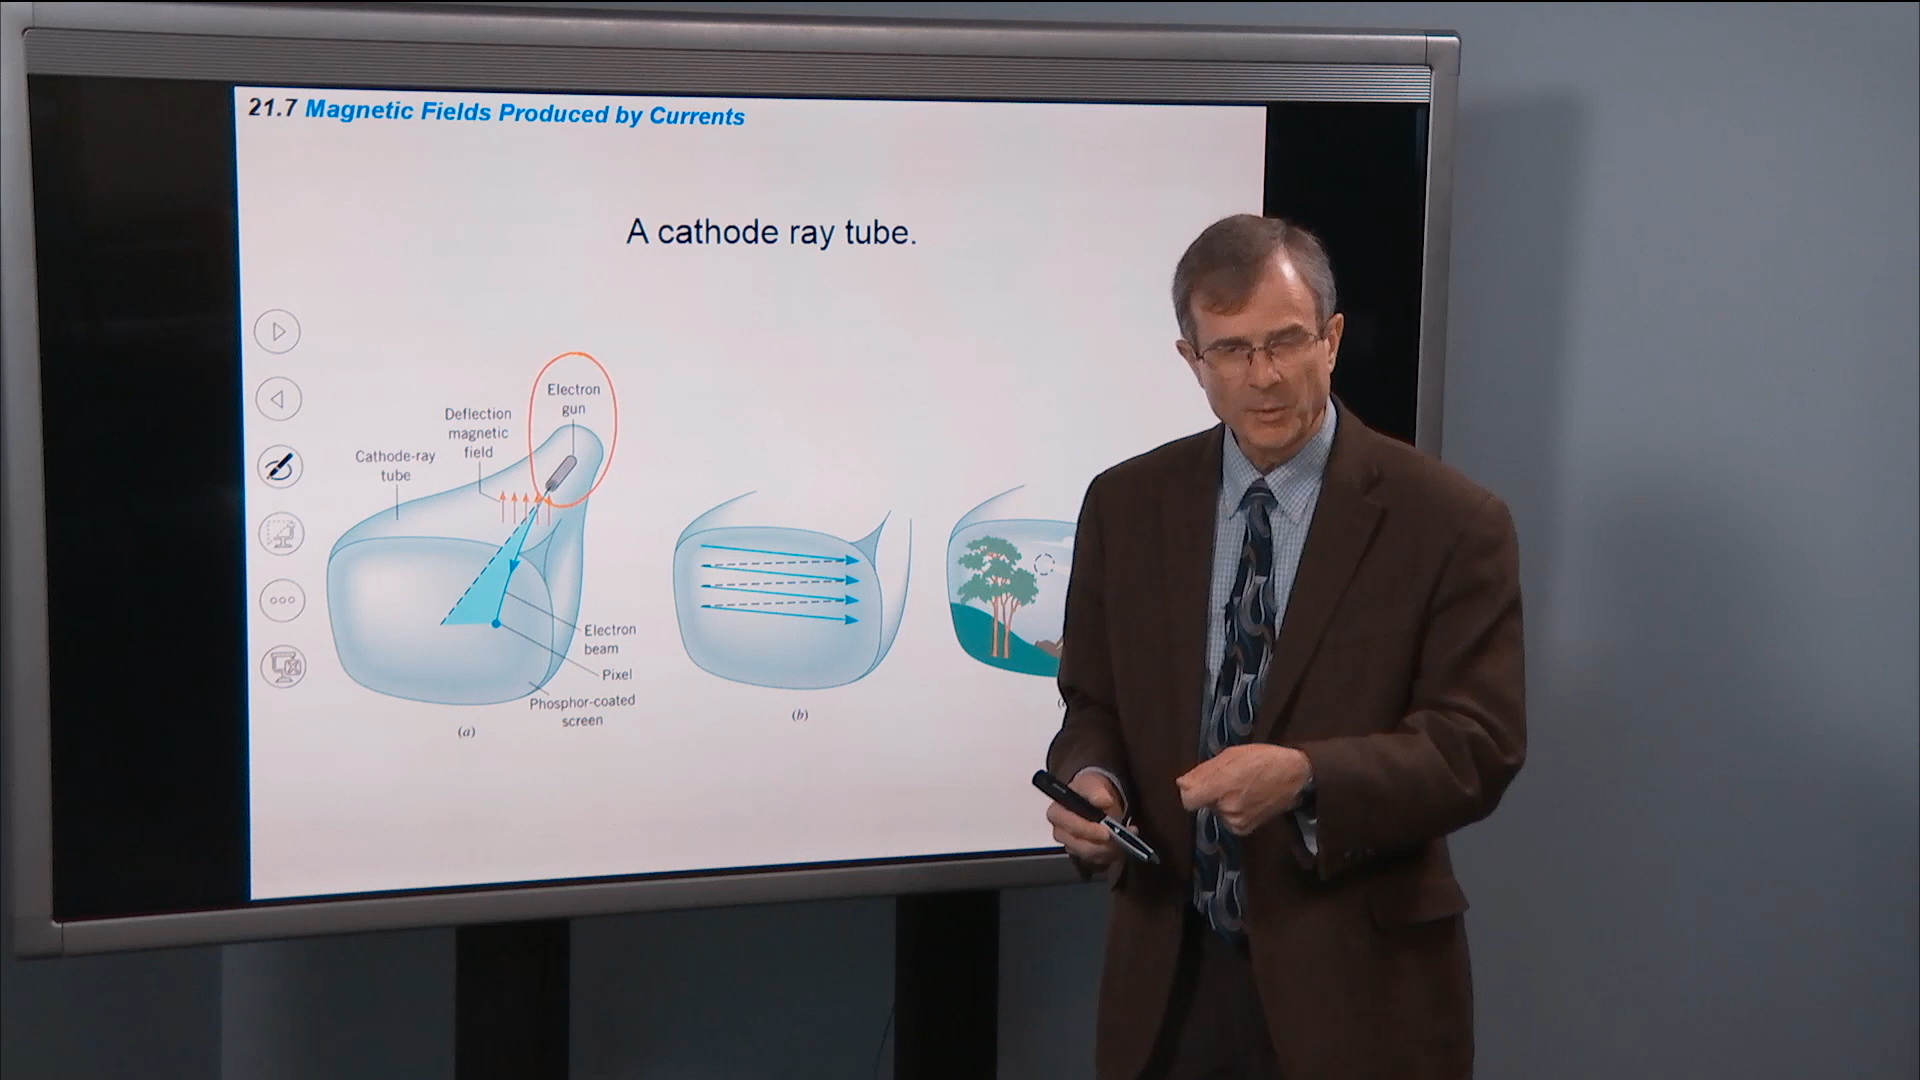 21.7 Magnetic Fields Produced by Currents
A cathode ray tube.
Electron
gun
Deflection
magnetic
field
Cathode-ray
tube
Electron
beam
Pixel
Phosphor-coated
screen
(a)
(b)